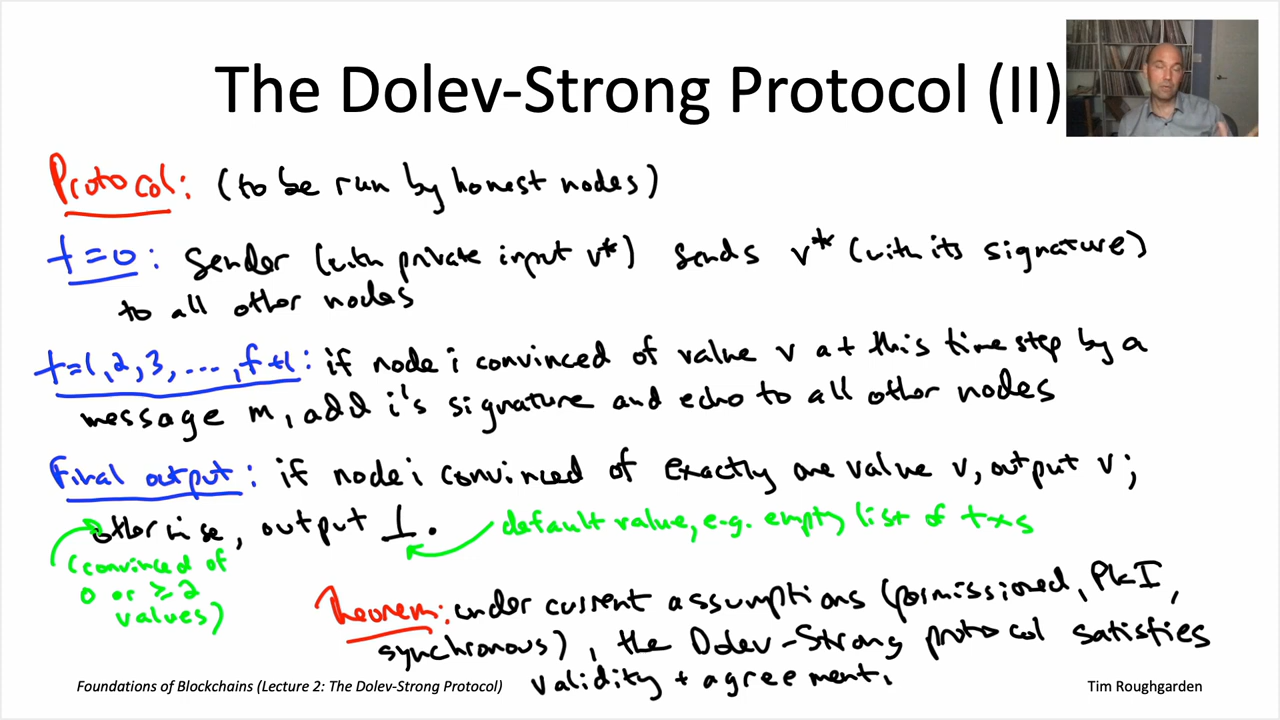 The Dolev-Strong Protocol (II)
Protocol: (to be run by honest nodes)
t=0: sender (with private input v*) sends v* (with its signature)
to all other nodes
t=1,2,3,...,f+1: if node i convinced of value v at this time step by a
message m, add i's signature and echo to all other nodes
Final output: if node i convinced of exactly one value v, output v;
otherwise, output ⊥.
default value, e.g. empty list of txs
(convinced of
0 or ≥2
values)
Theorem: under current assumptions (permissioned, PKI,
synchronous), the Dolev-Strong protocol satisfies
validity + agreement.
Foundations of Blockchains (Lecture 2: The Dolev-Strong Protocol)
Tim Roughgarden